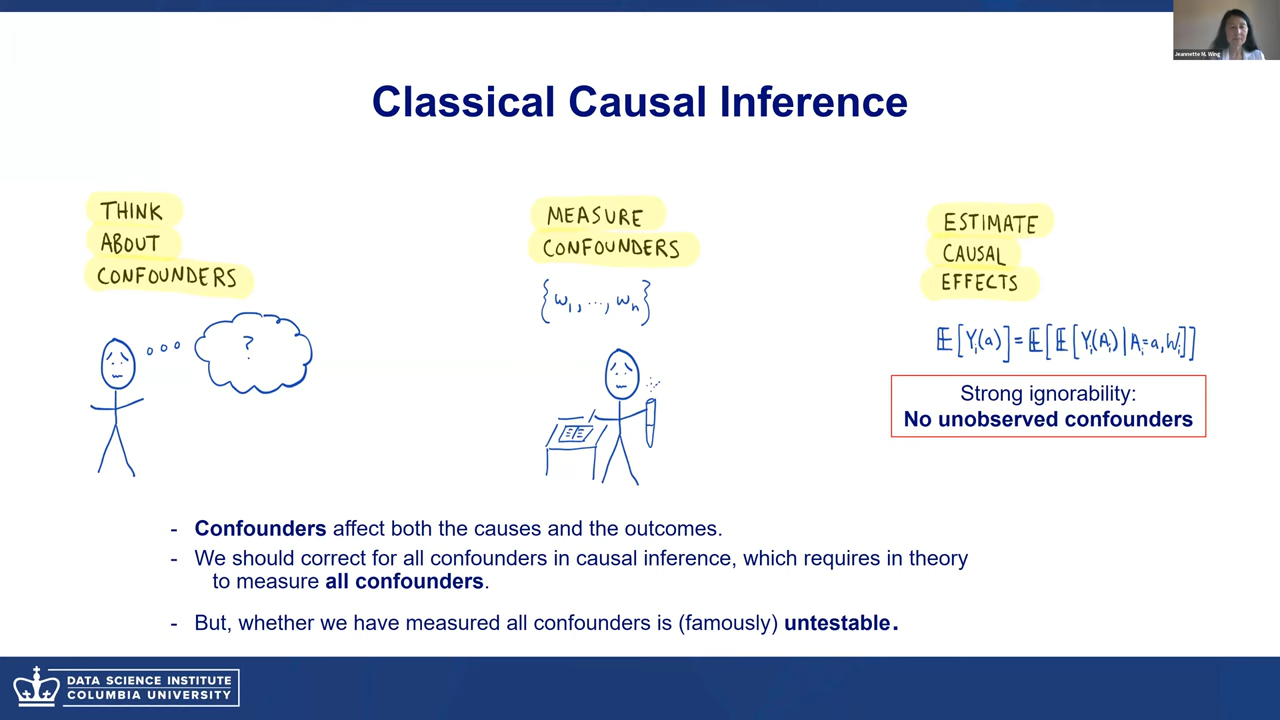 Jeannette M. Wing
Classical Causal Inference
THINK
ABOUT
CONFOUNDERS
?
MEASURE
CONFOUNDERS
{w₁, ..., wₙ}
ESTIMATE
CAUSAL
EFFECTS
𝔼[Yᵢ(a)] = 𝔼[𝔼[Yᵢ(Aᵢ) | Aᵢ = a, Wᵢ]]
Strong ignorability:
No unobserved confounders
- Confounders affect both the causes and the outcomes.
- We should correct for all confounders in causal inference, which requires in theory
to measure all confounders.
- But, whether we have measured all confounders is (famously) untestable.
DATA SCIENCE INSTITUTE
COLUMBIA UNIVERSITY